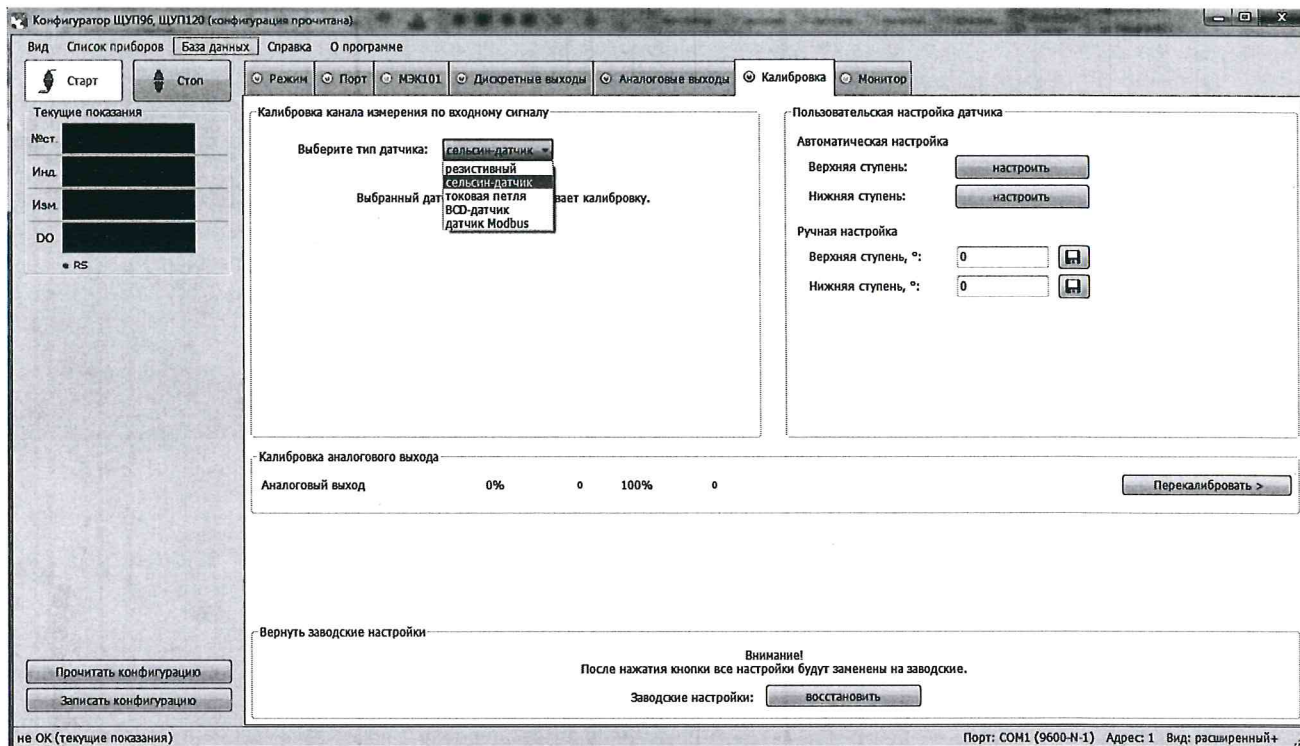 Конфигуратор ЩУП96, ЩУП120 (конфигурация прочитана)
Вид Список приборов База данных Справка О программе
Старт Стоп
Режим Порт МЭК101 Дискретные выходы Аналоговые выходы Калибровка Монитор
Текущие показания
№ст.
Инд.
Изм.
DO
RS
Калибровка канала измерения по входному сигналу
Выберите тип датчика: сельсин-датчик
резистивный
сельсин-датчик
токовая петля
BCD-датчик
датчик Modbus
Выбранный дат вает калибровку.
Пользовательская настройка датчика
Автоматическая настройка
Верхняя ступень: настроить
Нижняя ступень: настроить
Ручная настройка
Верхняя ступень, °: 0
Нижняя ступень, °: 0
Калибровка аналогового выхода
Аналоговый выход 0% 0 100% 0 Перекалибровать >
Вернуть заводские настройки
Внимание!
После нажатия кнопки все настройки будут заменены на заводские.
Заводские настройки: восстановить
Прочитать конфигурацию
Записать конфигурацию
не OK (текущие показания) Порт: COM1 (9600-N-1) Адрес: 1 Вид: расширенный+